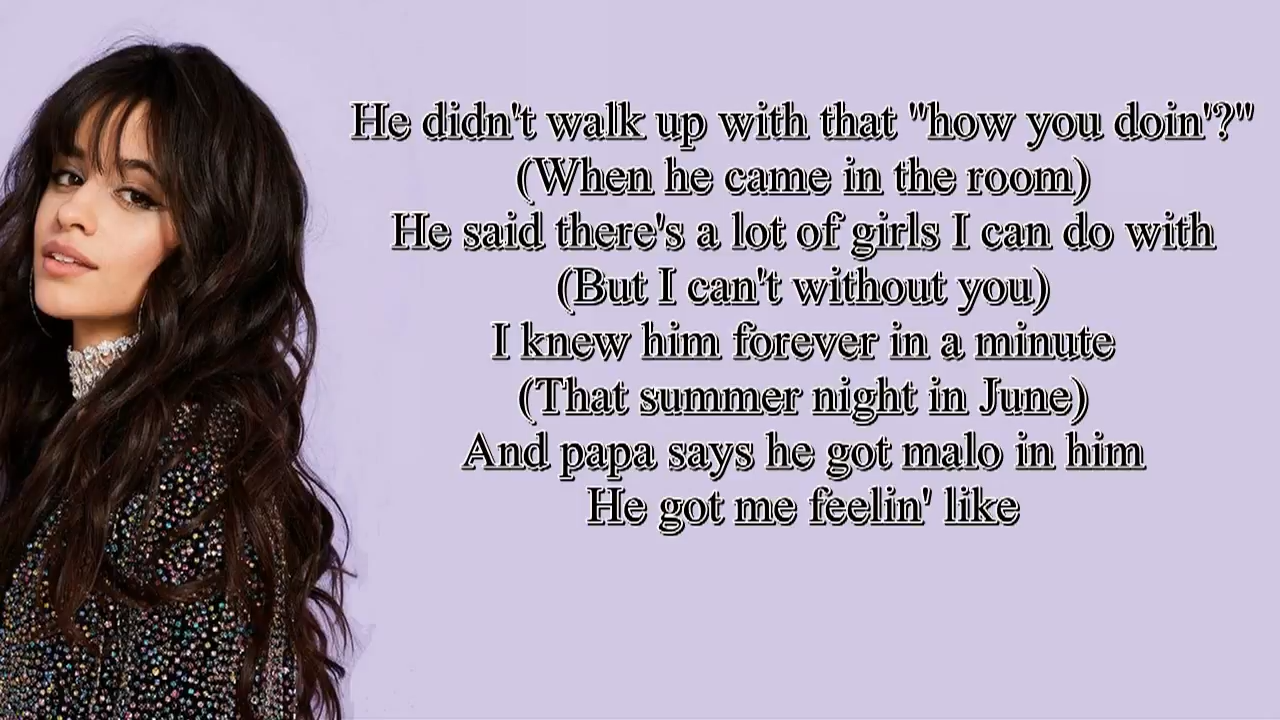 He didn't walk up with that "how you doin'?"
(When he came in the room)
He said there's a lot of girls I can do with
(But I can't without you)
I knew him forever in a minute
(That summer night in June)
And papa says he got malo in him
He got me feelin' like